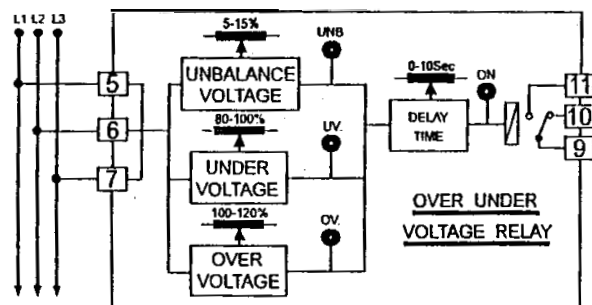 L1 L2 L3
5-15%
UNB
UNBALANCE
VOLTAGE
0-10Sec
ON
5
6
7
11
10
9
80-100%
UV.
DELAY
TIME
UNDER
VOLTAGE
100-120%
OV.
OVER
VOLTAGE
OVER UNDER
VOLTAGE RELAY